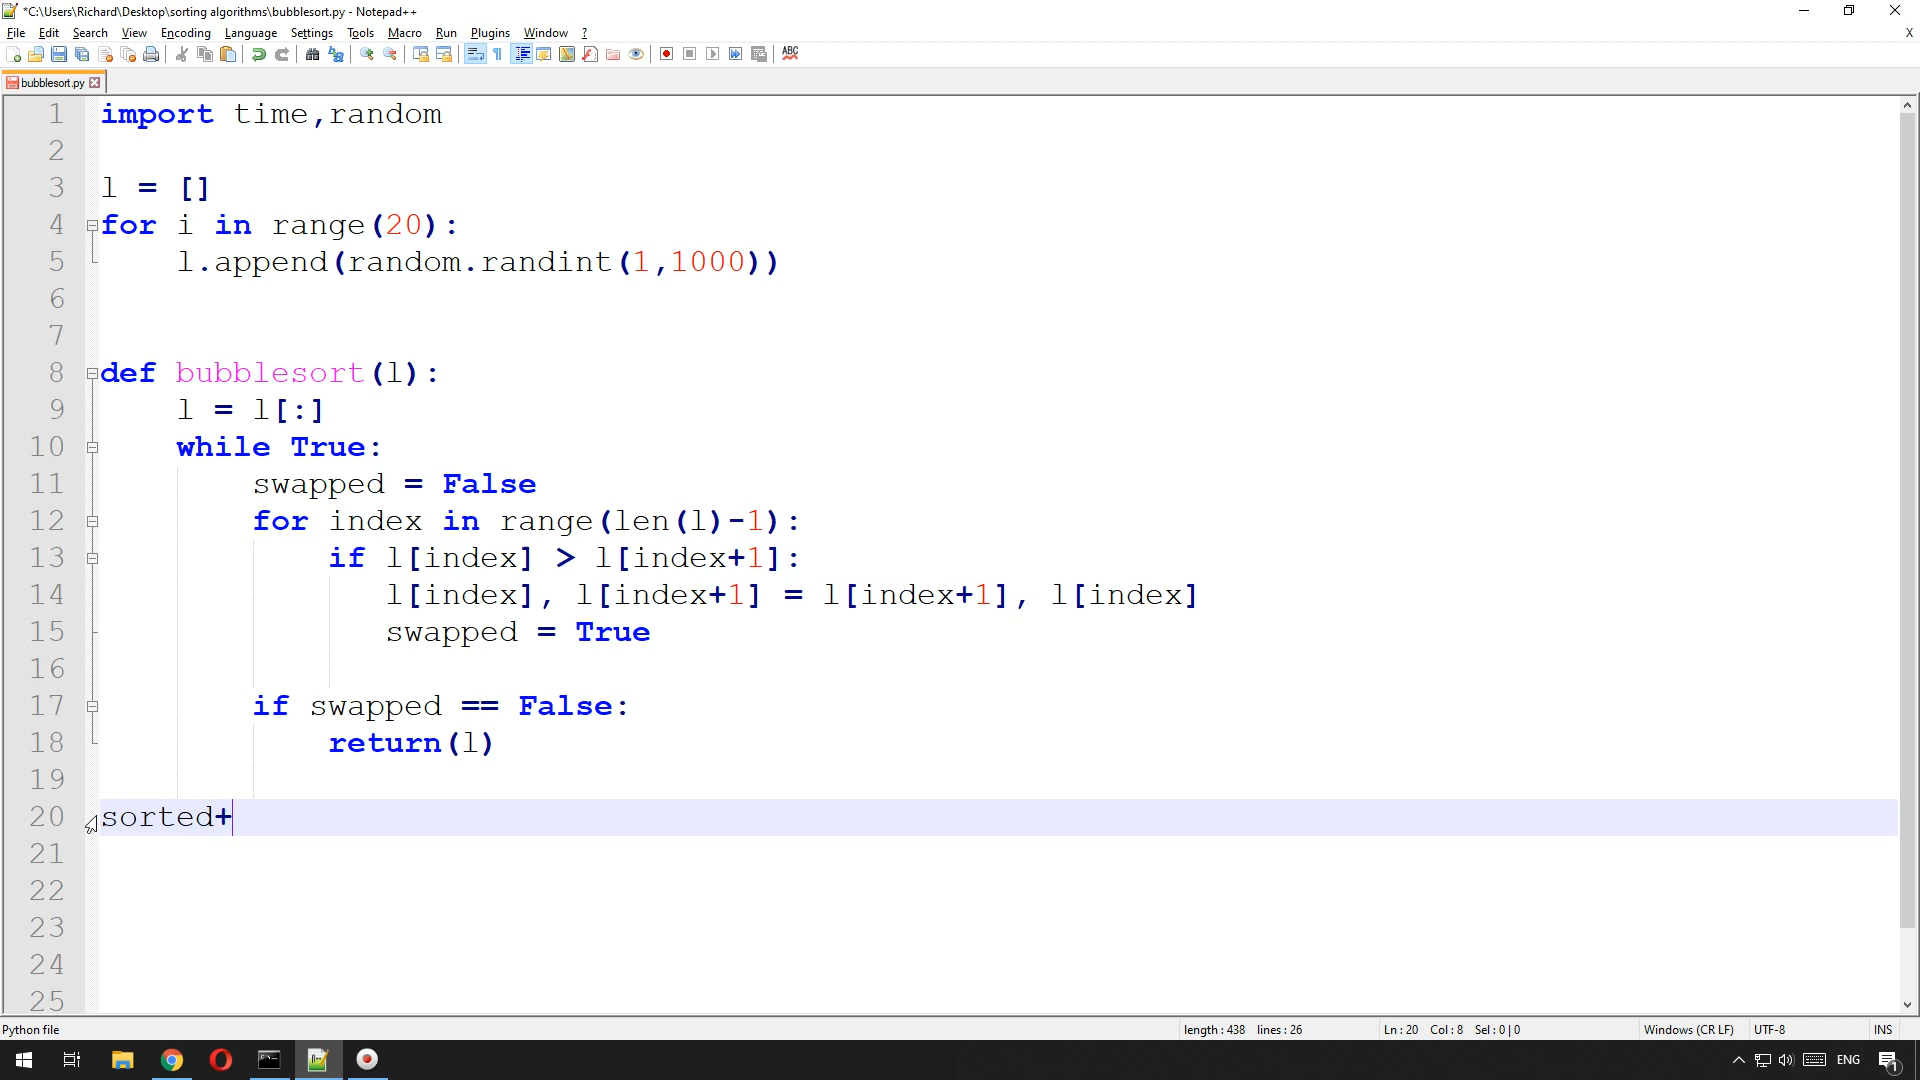 *C:\Users\Richard\Desktop\sorting algorithms\bubblesort.py - Notepad++
File Edit Search View Encoding Language Settings Tools Macro Run Plugins Window ? X
ABC
bubblesort.py
1 import time,random
2
3 l = []
4 for i in range(20):
5     l.append(random.randint(1,1000))
6
7
8 def bubblesort(l):
9     l = l[:]
10     while True:
11         swapped = False
12         for index in range(len(l)-1):
13             if l[index] > l[index+1]:
14                l[index], l[index+1] = l[index+1], l[index]
15                swapped = True
16
17         if swapped == False:
18             return(l)
19
20 sorted+
21
22
23
24
25
Python file length : 438 lines : 26 Ln : 20 Col : 8 Sel : 0 | 0 Windows (CR LF) UTF-8 INS
ENG 1